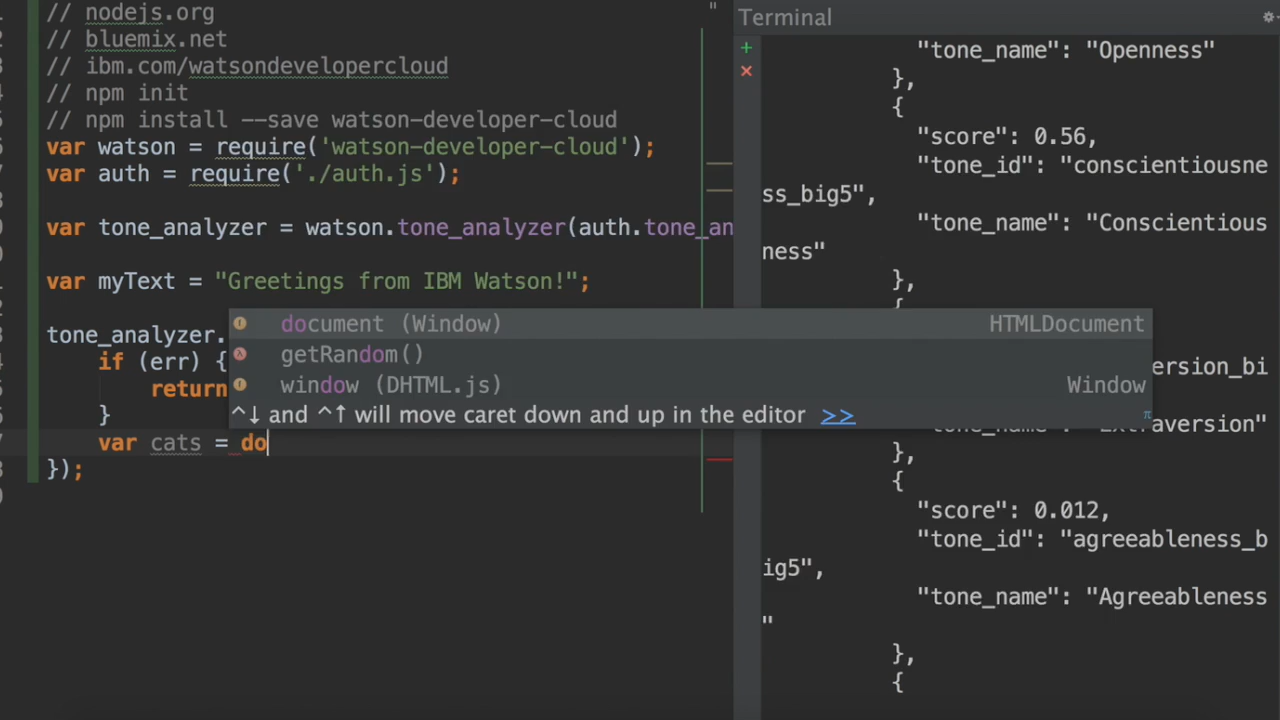 // nodejs.org
// bluemix.net
// ibm.com/watsondevelopercloud
// npm init
// npm install --save watson-developer-cloud
var watson = require('watson-developer-cloud');
var auth = require('./auth.js');
var tone_analyzer = watson.tone_analyzer(auth.tone_an
var myText = "Greetings from IBM Watson!";
tone_analyzer.
if (err) {
return
}
var cats = do
});
document (Window) HTMLDocument
getRandom()
window (DHTML.js) Window
^↓ and ^↑ will move caret down and up in the editor >> π
"
Terminal
"tone_name": "Openness"
},
{
"score": 0.56,
"tone_id": "conscientiousne
ss_big5",
"tone_name": "Conscientious
ness"
},
ersion_bi
"tone_name": "Extraversion"
},
{
"score": 0.012,
"tone_id": "agreeableness_b
ig5",
"tone_name": "Agreeableness
"
},
{